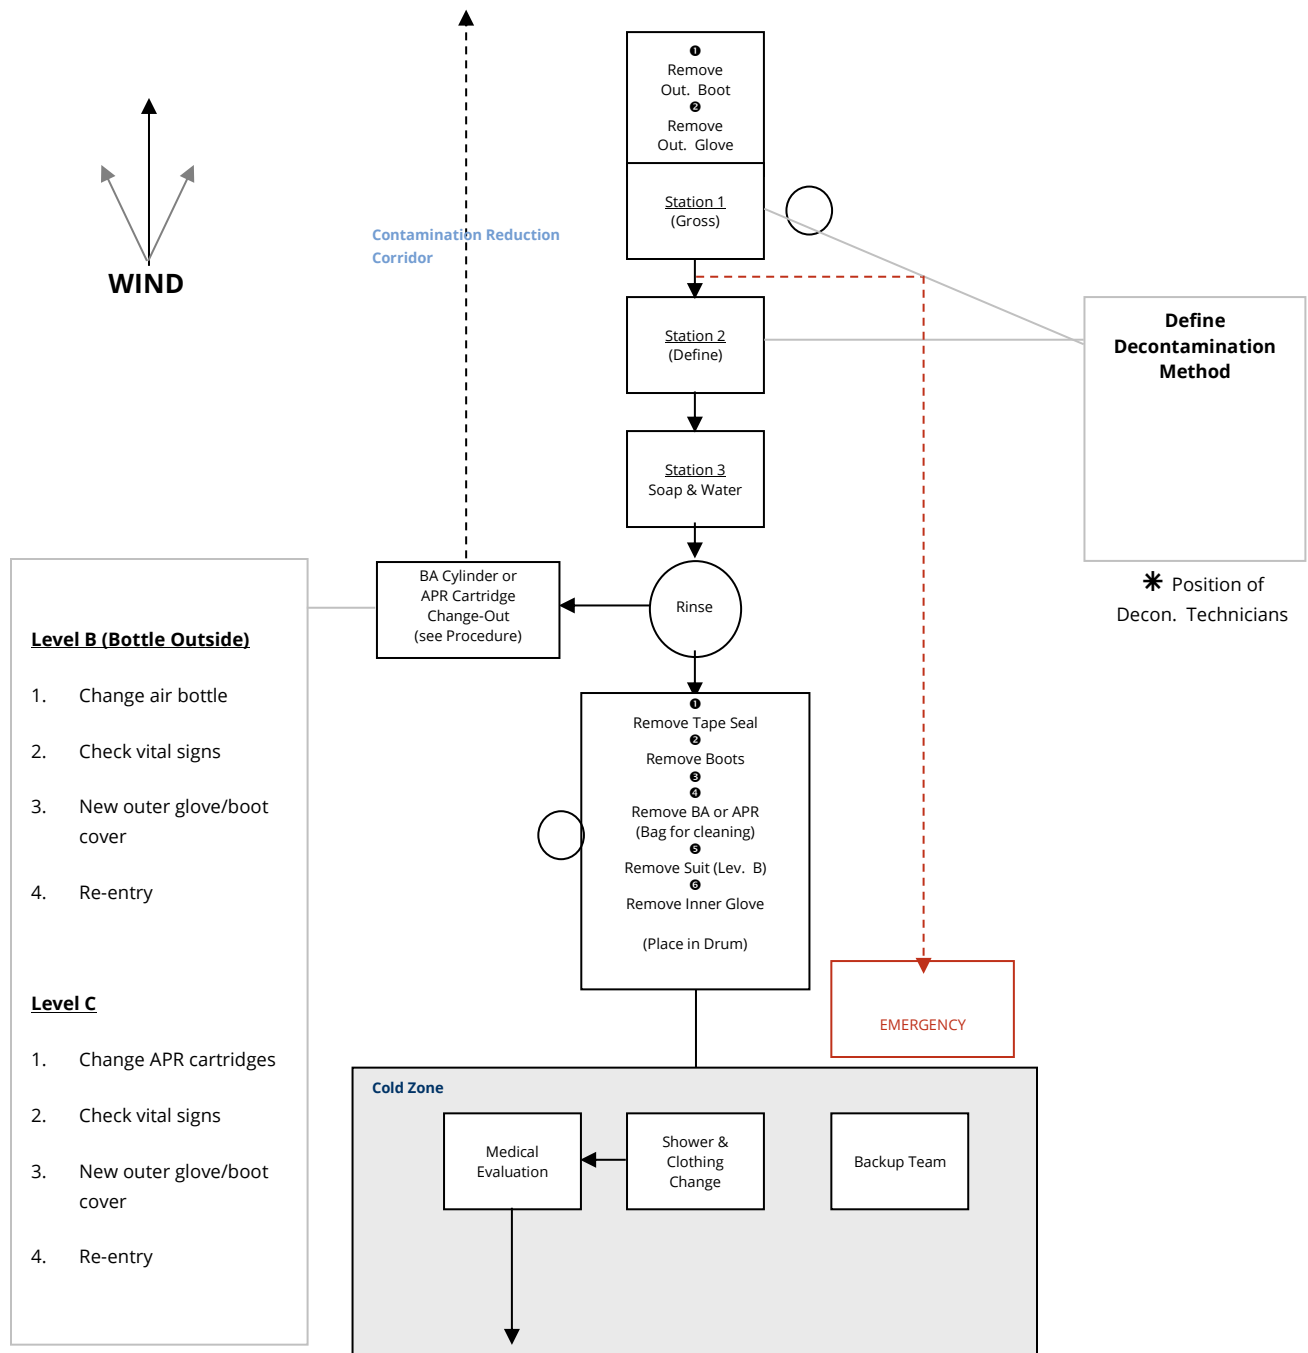 ❶
Remove
Out. Boot
❷
Remove
Out. Glove
Station 1
(Gross)
Contamination Reduction
Corridor
WIND
Station 2
(Define)
Define
Decontamination
Method
Station 3
Soap & Water
BA Cylinder or
APR Cartridge
Change-Out
(see Procedure)
Rinse
✳ Position of
Decon. Technicians
Level B (Bottle Outside)
1. Change air bottle
2. Check vital signs
3. New outer glove/boot
cover
4. Re-entry
Level C
1. Change APR cartridges
2. Check vital signs
3. New outer glove/boot
cover
4. Re-entry
❶
Remove Tape Seal
❷
Remove Boots
❸
❹
Remove BA or APR
(Bag for cleaning)
❺
Remove Suit (Lev. B)
❻
Remove Inner Glove
(Place in Drum)
EMERGENCY
Cold Zone
Medical
Evaluation
Shower &
Clothing
Change
Backup Team